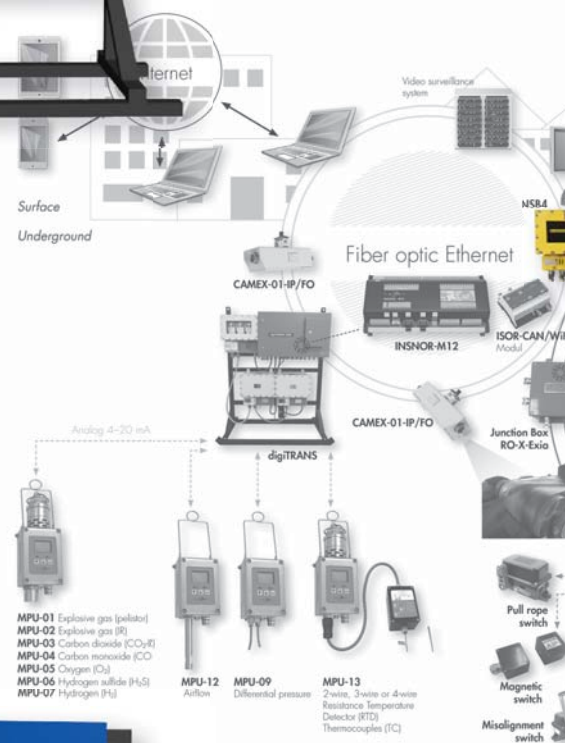 Internet
Video surveillance
system
Surface
Underground
NSB4
Fiber optic Ethernet
CAMEX-01-IP/FO
INSNOR-M12
ISOR-CAN/Wi
Modul
CAMEX-01-IP/FO
Junction Box
RO-X-Exia
Analog 4–20 mA
digiTRANS
Pull rope
switch
MPU-01 Explosive gas (pelistor)
MPU-02 Explosive gas (IR)
MPU-03 Carbon dioxide (CO₂-IR)
MPU-04 Carbon monoxide (CO
MPU-05 Oxygen (O₂)
MPU-06 Hydrogen sulfide (H₂S)
MPU-07 Hydrogen (H₂)
MPU-12
Airflow
MPU-09
Differential pressure
MPU-13
2-wire, 3-wire or 4-wire
Resistance Temperature
Detector (RTD)
Thermocouples (TC)
Magnetic
switch
Misalignment
switch